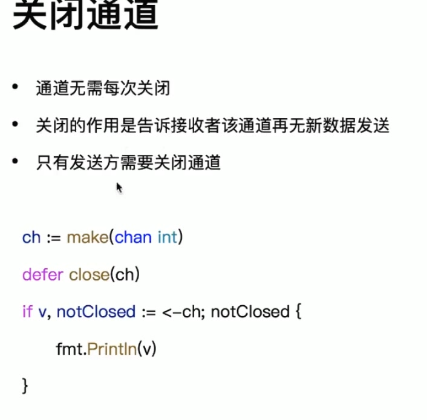 关闭通道
• 通道无需每次关闭
• 关闭的作用是告诉接收者该通道再无新数据发送
• 只有发送方需要关闭通道
ch := make(chan int)
defer close(ch)
if v, notClosed := <-ch; notClosed {
fmt.Println(v)
}